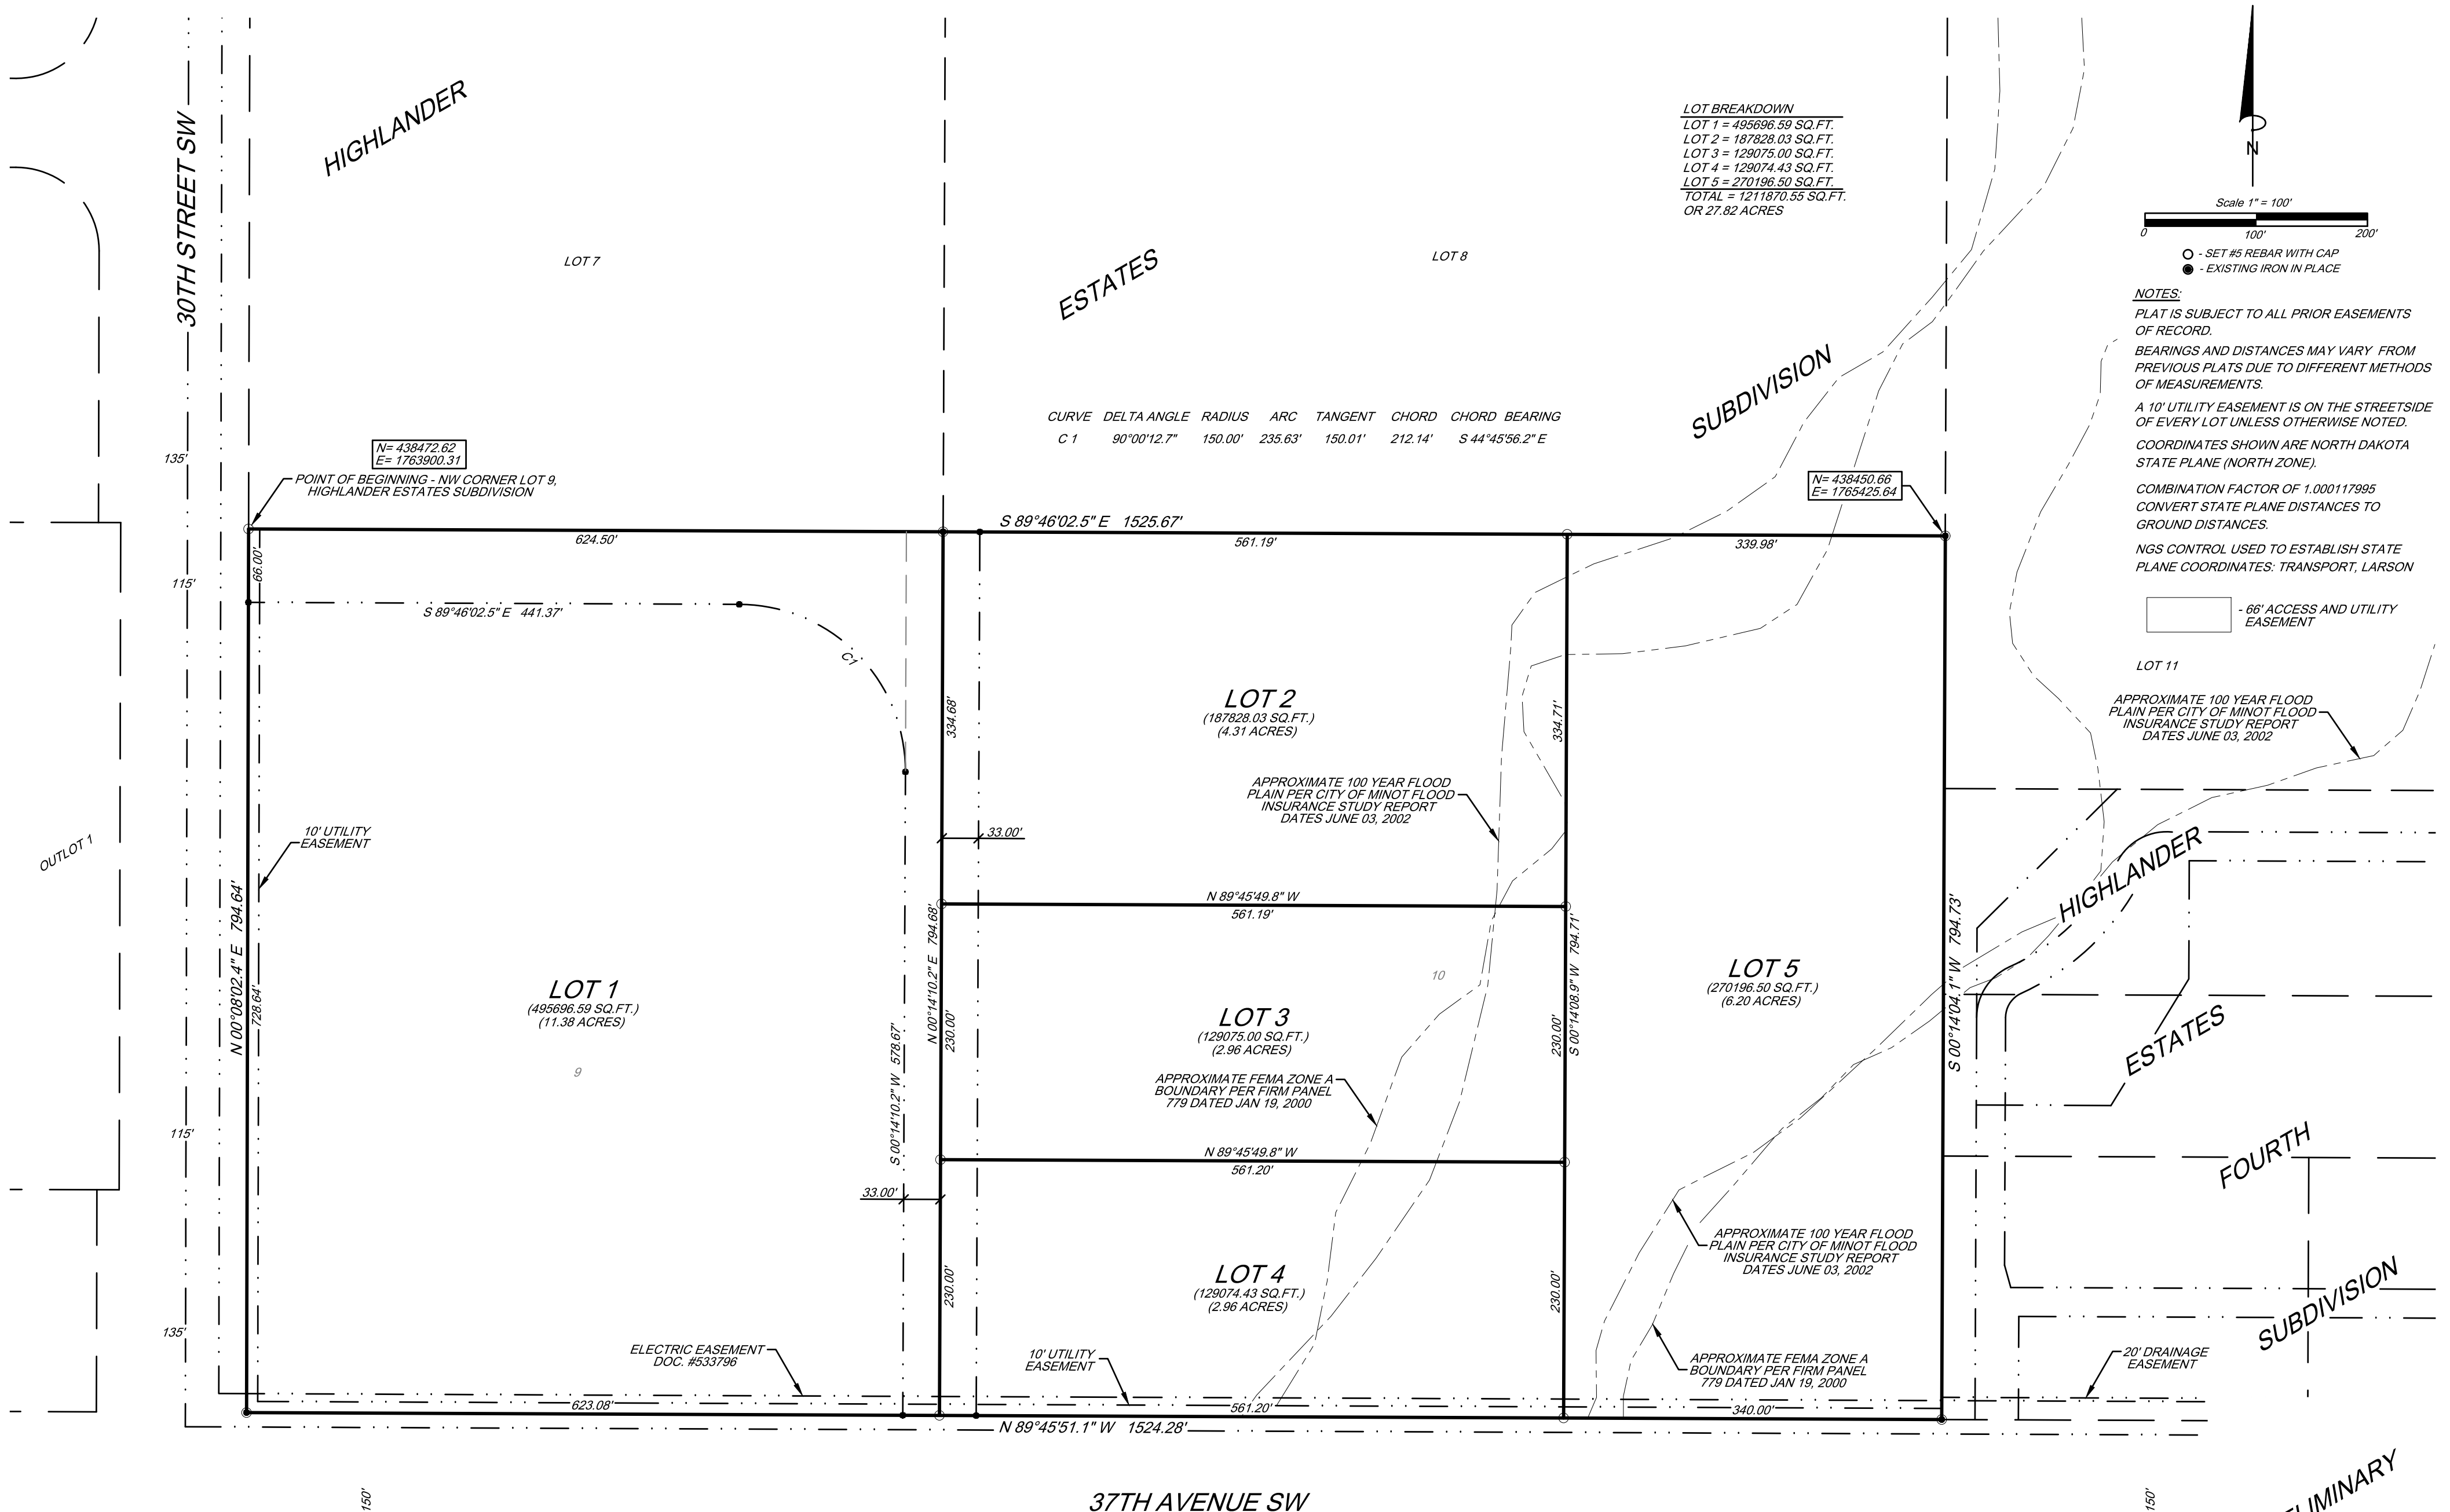 HIGHLANDER
ESTATES
SUBDIVISION
30TH STREET SW
LOT 7
LOT 8
LOT BREAKDOWN
LOT 1 = 495696.59 SQ.FT.
LOT 2 = 187828.03 SQ.FT.
LOT 3 = 129075.00 SQ.FT.
LOT 4 = 129074.43 SQ.FT.
LOT 5 = 270196.50 SQ.FT.
TOTAL = 1211870.55 SQ.FT.
OR 27.82 ACRES
N
Scale 1" = 100'
0 100' 200'
- SET #5 REBAR WITH CAP
- EXISTING IRON IN PLACE
NOTES:
PLAT IS SUBJECT TO ALL PRIOR EASEMENTS
OF RECORD.
BEARINGS AND DISTANCES MAY VARY FROM
PREVIOUS PLATS DUE TO DIFFERENT METHODS
OF MEASUREMENTS.
A 10' UTILITY EASEMENT IS ON THE STREETSIDE
OF EVERY LOT UNLESS OTHERWISE NOTED.
COORDINATES SHOWN ARE NORTH DAKOTA
STATE PLANE (NORTH ZONE).
COMBINATION FACTOR OF 1.000117995
CONVERT STATE PLANE DISTANCES TO
GROUND DISTANCES.
NGS CONTROL USED TO ESTABLISH STATE
PLANE COORDINATES: TRANSPORT, LARSON
- 66' ACCESS AND UTILITY
EASEMENT
LOT 11
APPROXIMATE 100 YEAR FLOOD
PLAIN PER CITY OF MINOT FLOOD
INSURANCE STUDY REPORT
DATES JUNE 03, 2002
CURVE DELTA ANGLE RADIUS ARC TANGENT CHORD CHORD BEARING
C 1 90°00'12.7" 150.00' 235.63' 150.01' 212.14' S 44°45'56.2" E
135'
115'
115'
135'
N= 438472.62
E= 1763900.31
POINT OF BEGINNING - NW CORNER LOT 9,
HIGHLANDER ESTATES SUBDIVISION
N= 438450.66
E= 1765425.64
S 89°46'02.5" E 1525.67'
624.50'
561.19'
339.98'
66.00'
S 89°46'02.5" E 441.37'
C1
334.68'
334.71'
LOT 2
(187828.03 SQ.FT.)
(4.31 ACRES)
APPROXIMATE 100 YEAR FLOOD
PLAIN PER CITY OF MINOT FLOOD
INSURANCE STUDY REPORT
DATES JUNE 03, 2002
33.00'
10' UTILITY
EASEMENT
OUTLOT 1
N 00°08'02.4" E 794.64'
728.64'
LOT 1
(495696.59 SQ.FT.)
(11.38 ACRES)
9
N 89°45'49.8" W
561.19'
N 00°14'10.2" E 794.68'
230.00'
S 00°14'10.2" W 578.67'
10
LOT 3
(129075.00 SQ.FT.)
(2.96 ACRES)
APPROXIMATE FEMA ZONE A
BOUNDARY PER FIRM PANEL
779 DATED JAN 19, 2000
230.00'
S 00°14'08.9" W 794.71'
LOT 5
(270196.50 SQ.FT.)
(6.20 ACRES)
S 00°14'04.1" W 794.73'
HIGHLANDER
ESTATES
FOURTH
SUBDIVISION
N 89°45'49.8" W
561.20'
33.00'
LOT 4
(129074.43 SQ.FT.)
(2.96 ACRES)
230.00'
230.00'
APPROXIMATE 100 YEAR FLOOD
PLAIN PER CITY OF MINOT FLOOD
INSURANCE STUDY REPORT
DATES JUNE 03, 2002
ELECTRIC EASEMENT
DOC. #533796
10' UTILITY
EASEMENT
APPROXIMATE FEMA ZONE A
BOUNDARY PER FIRM PANEL
779 DATED JAN 19, 2000
20' DRAINAGE
EASEMENT
623.08'
561.20'
340.00'
N 89°45'51.1" W 1524.28'
150'
37TH AVENUE SW
150'